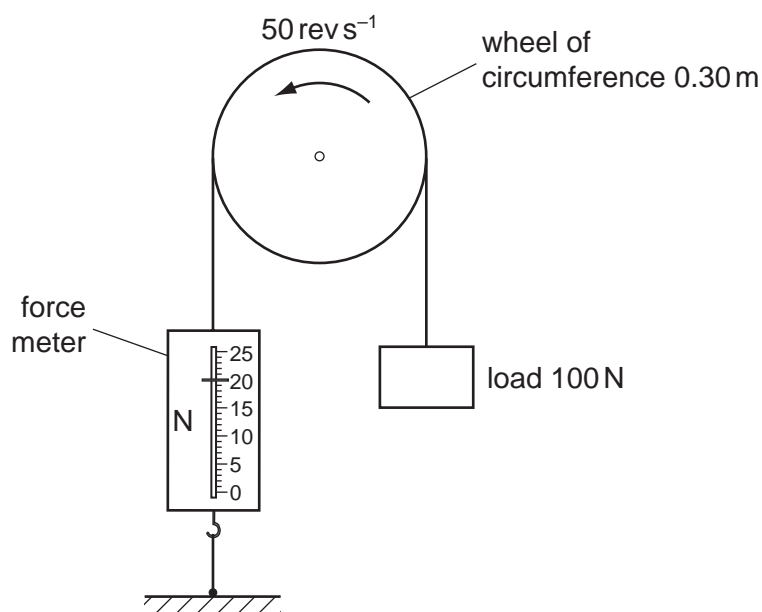 50 rev s⁻¹
wheel of
circumference 0.30 m
force
meter
25
20
15
10
5
0
N
load 100 N